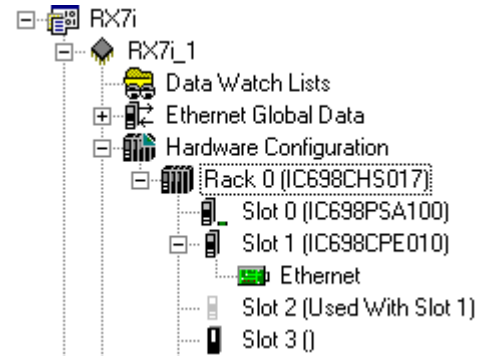 RX7i
RX7i_1
Data Watch Lists
Ethernet Global Data
Hardware Configuration
Rack 0 (IC698CHS017)
Slot 0 (IC698PSA100)
Slot 1 (IC698CPE010)
Ethernet
Slot 2 (Used With Slot 1)
Slot 3 ()